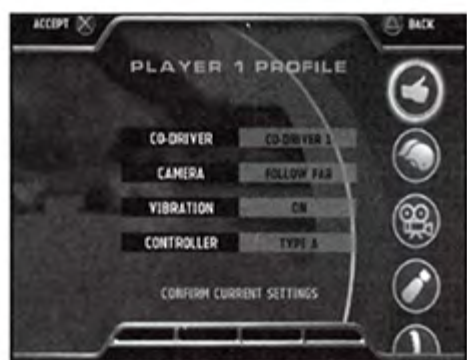 ACCEPT BACK
PLAYER 1 PROFILE
CO-DRIVER CO-DRIVER 1
CAMERA FOLLOW FAR
VIBRATION ON
CONTROLLER TYPE A
CONFIRM CURRENT SETTINGS